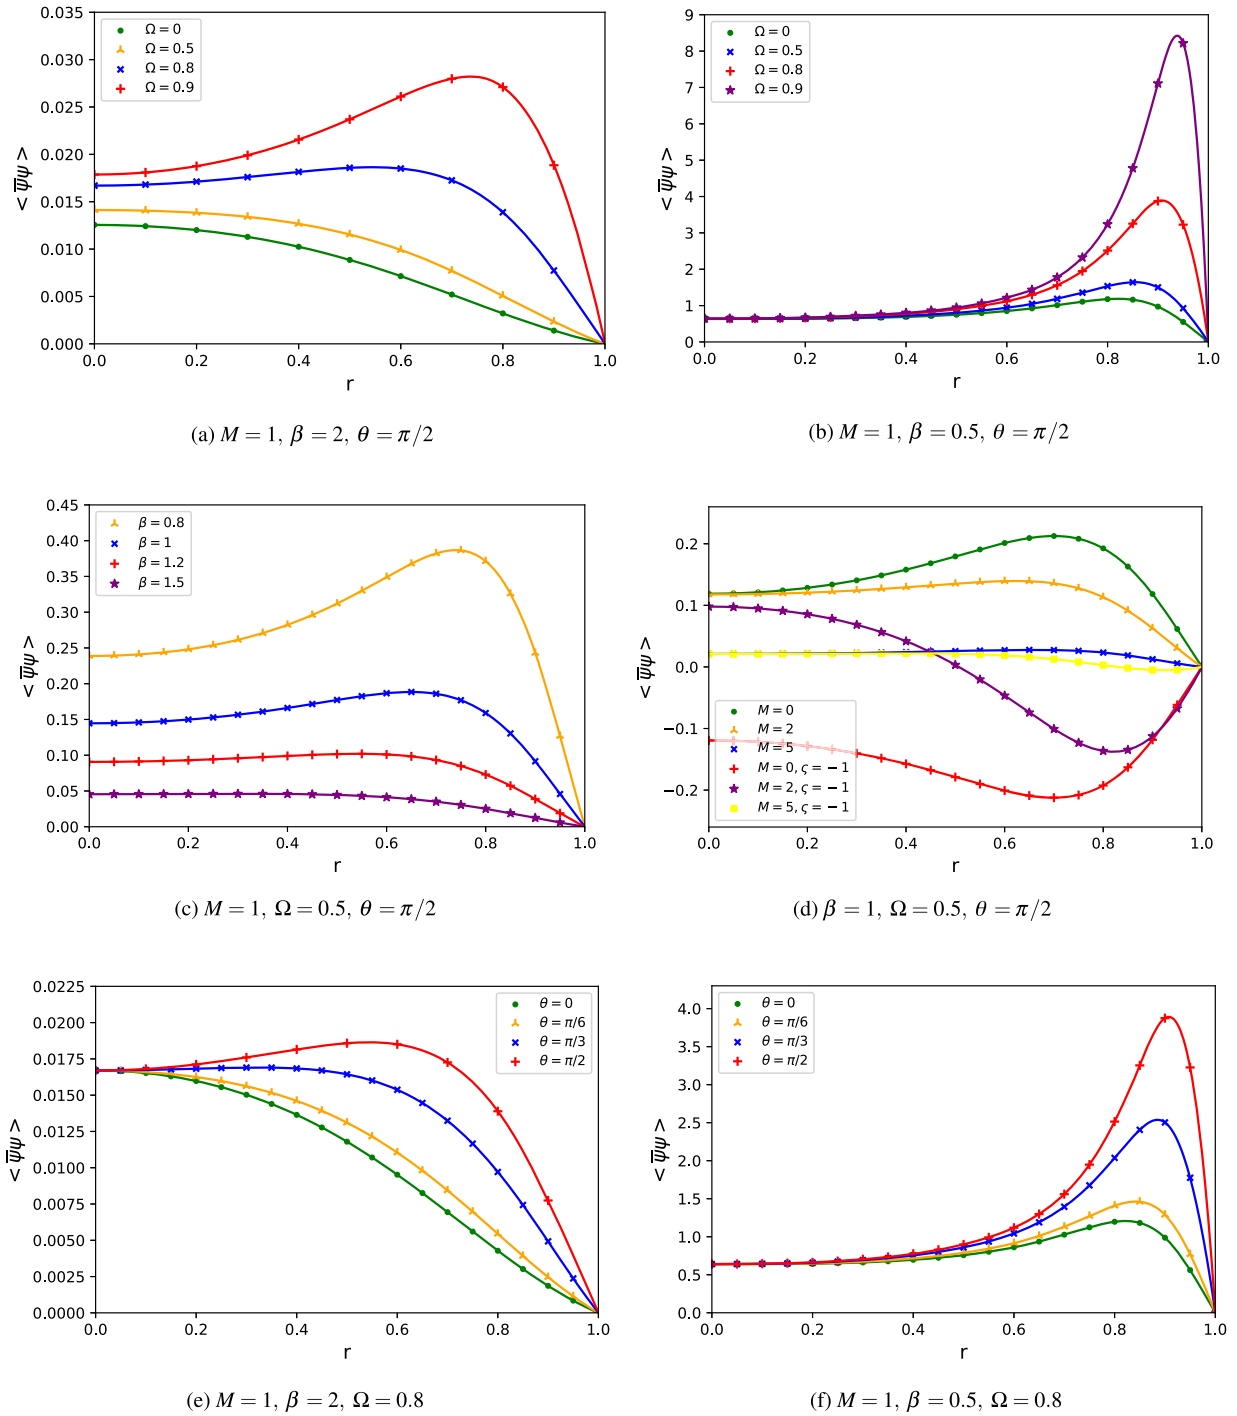 0.035
0.030
0.025
0.020
0.015
0.010
0.005
0.000
0.0 0.2 0.4 0.6 0.8 1.0
< ψ̅ψ >
r
Ω = 0
Ω = 0.5
Ω = 0.8
Ω = 0.9
(a) M = 1, β = 2, θ = π/2
9
8
7
6
5
4
3
2
1
0
0.0 0.2 0.4 0.6 0.8 1.0
< ψ̅ψ >
r
Ω = 0
Ω = 0.5
Ω = 0.8
Ω = 0.9
(b) M = 1, β = 0.5, θ = π/2
0.45
0.40
0.35
0.30
0.25
0.20
0.15
0.10
0.05
0.00
0.0 0.2 0.4 0.6 0.8 1.0
< ψ̅ψ >
r
β = 0.8
β = 1
β = 1.2
β = 1.5
(c) M = 1, Ω = 0.5, θ = π/2
0.2
0.1
0.0
−0.1
−0.2
0.0 0.2 0.4 0.6 0.8 1.0
< ψ̅ψ >
r
M = 0
M = 2
M = 5
M = 0, ς = −1
M = 2, ς = −1
M = 5, ς = −1
(d) β = 1, Ω = 0.5, θ = π/2
0.0225
0.0200
0.0175
0.0150
0.0125
0.0100
0.0075
0.0050
0.0025
0.0000
0.0 0.2 0.4 0.6 0.8 1.0
< ψ̅ψ >
r
θ = 0
θ = π/6
θ = π/3
θ = π/2
(e) M = 1, β = 2, Ω = 0.8
4.0
3.5
3.0
2.5
2.0
1.5
1.0
0.5
0.0
0.0 0.2 0.4 0.6 0.8 1.0
< ψ̅ψ >
r
θ = 0
θ = π/6
θ = π/3
θ = π/2
(f) M = 1, β = 0.5, Ω = 0.8